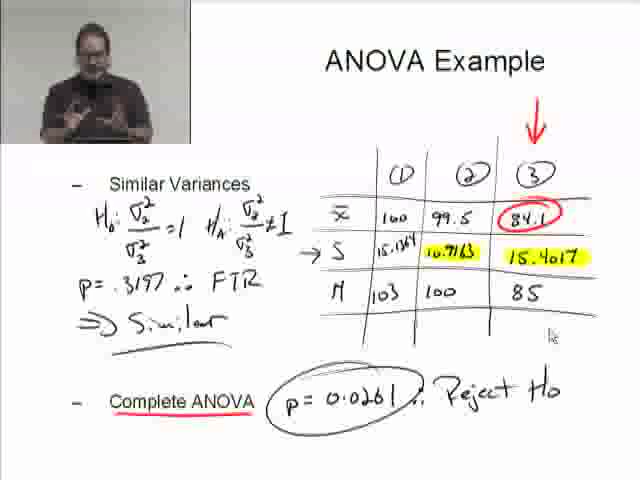 ANOVA Example
– Similar Variances
H₀: σ₂²/σ₃² = 1 Hₐ: σ₂²/σ₃² ≠ 1
p = .3197 ∴ FTR
⇒ Similar
① ② ③
x̄ 100 99.5 84.1
→ S 15.1364 10.9163 15.4017
N 103 100 85
– Complete ANOVA p = 0.0261 ∴ Reject Ho